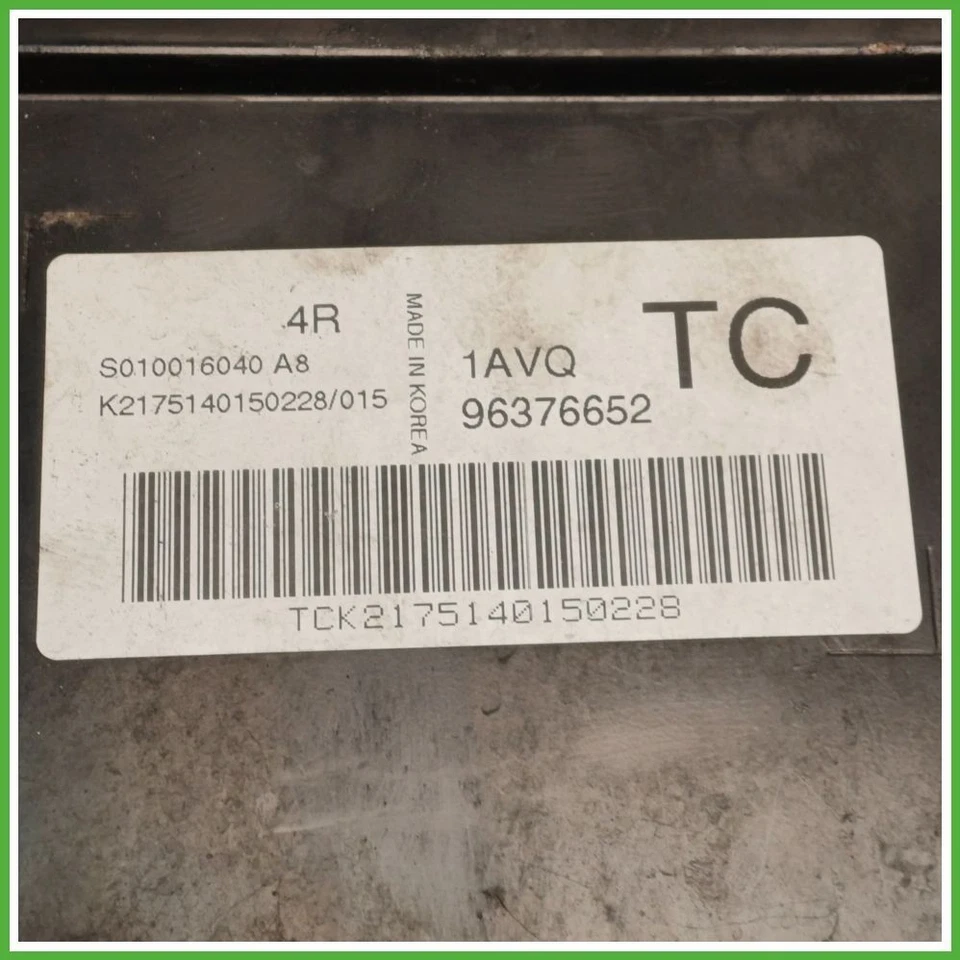 4R
S010016040 A8
K2175140150228/015
MADE IN KOREA
TC
1AVQ
96376652
TCK2175140150228